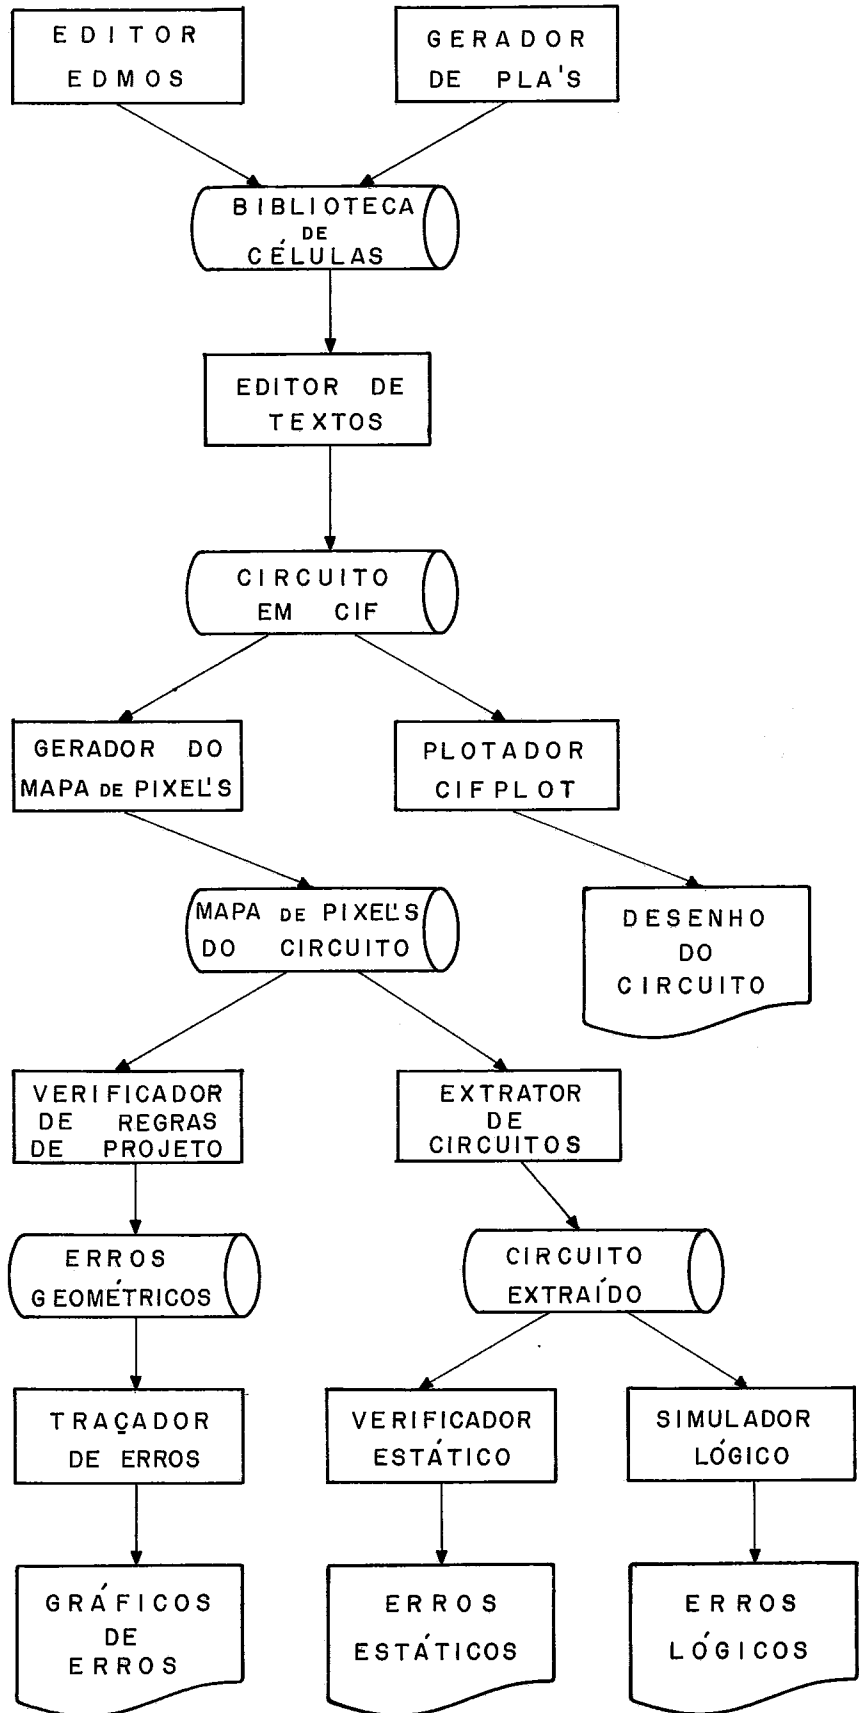 EDITOR
EDMOS
GERADOR
DE PLA'S
BIBLIOTECA
DE
CÉLULAS
EDITOR DE
TEXTOS
CIRCUITO
EM CIF
GERADOR DO
MAPA DE PIXEL'S
PLOTADOR
CIFPLOT
MAPA DE PIXEL'S
DO CIRCUITO
DESENHO
DO
CIRCUITO
VERIFICADOR
DE REGRAS
DE PROJETO
EXTRATOR
DE
CIRCUITOS
ERROS
GEOMÉTRICOS
CIRCUITO
EXTRAÍDO
TRAÇADOR
DE ERROS
VERIFICADOR
ESTÁTICO
SIMULADOR
LÓGICO
GRÁFICOS
DE
ERROS
ERROS
ESTÁTICOS
ERROS
LÓGICOS